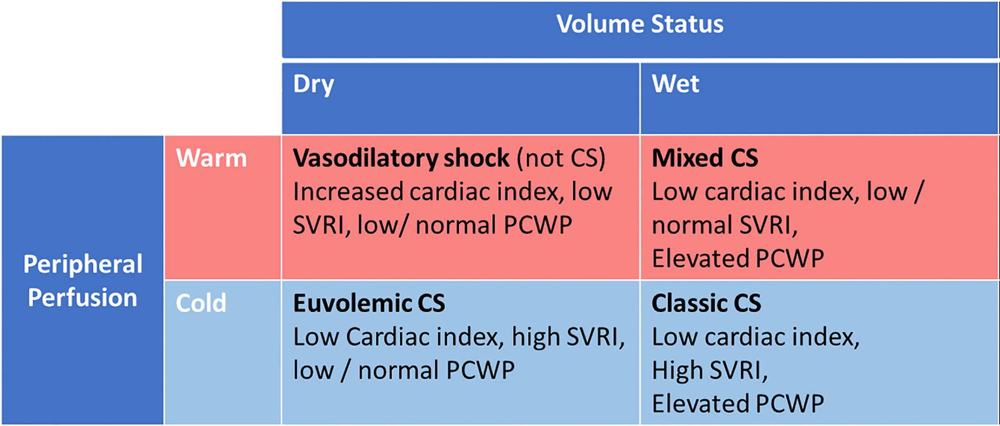 Volume Status
Dry
Wet
Peripheral
Perfusion
Warm
Vasodilatory shock (not CS)
Increased cardiac index, low
SVRI, low/ normal PCWP
Mixed CS
Low cardiac index, low /
normal SVRI,
Elevated PCWP
Cold
Euvolemic CS
Low Cardiac index, high SVRI,
low / normal PCWP
Classic CS
Low cardiac index,
High SVRI,
Elevated PCWP